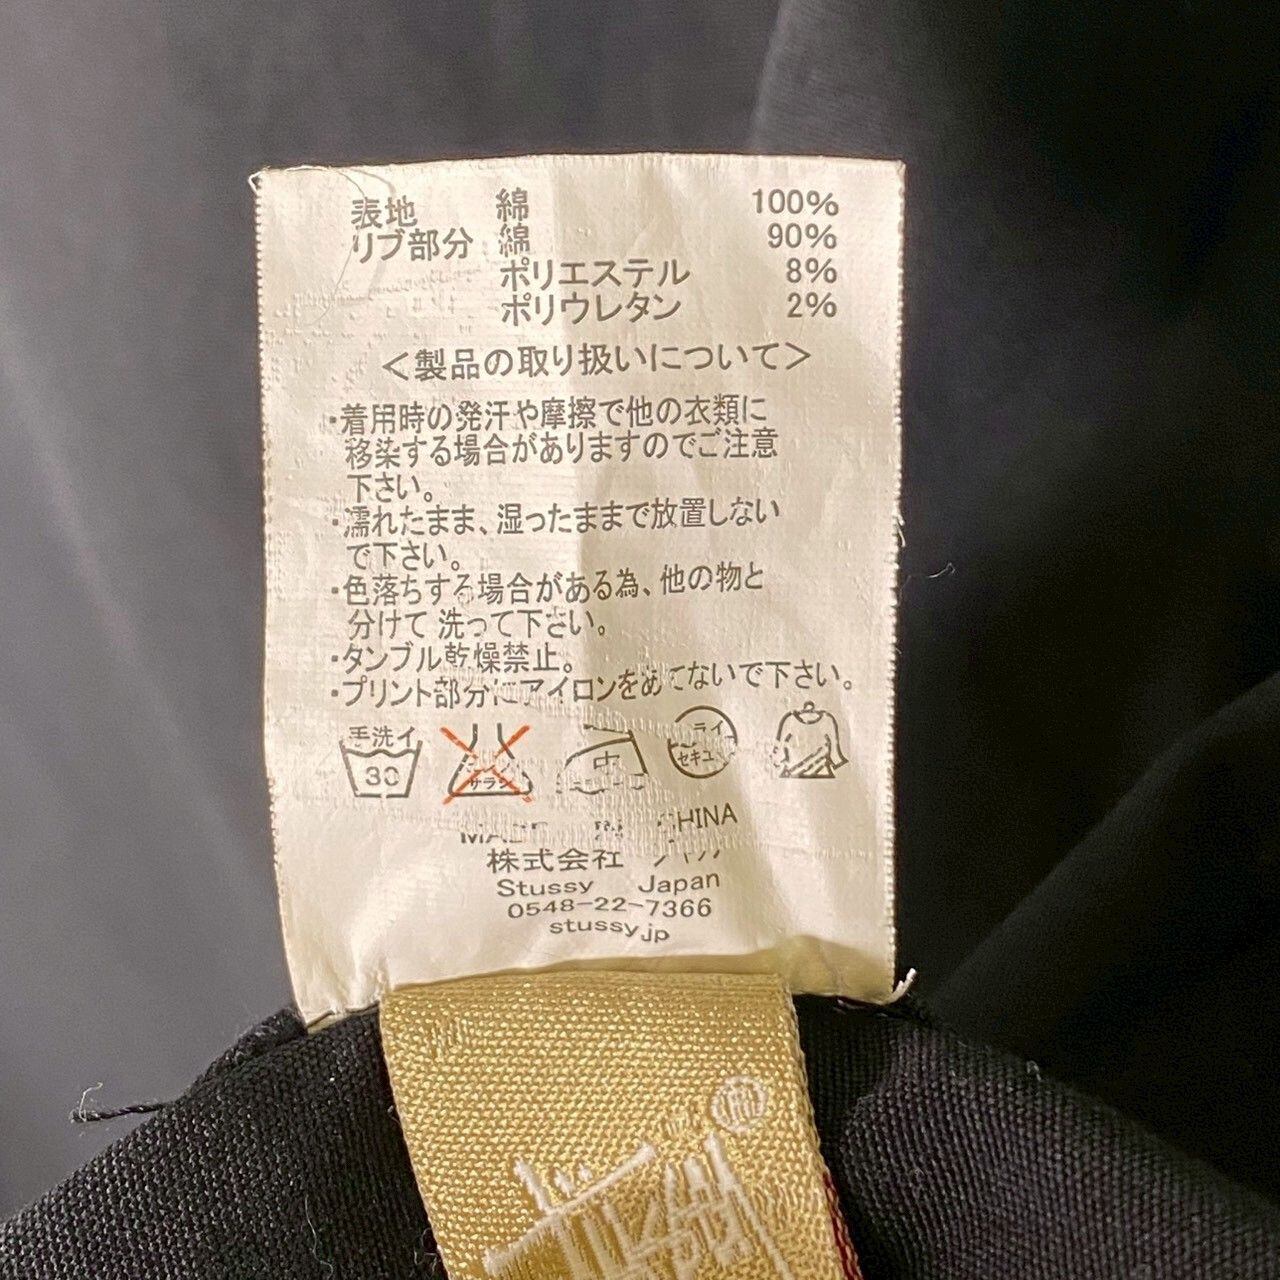 表地 綿 100%
リブ部分 綿 90%
ポリエステル 8%
ポリウレタン 2%
＜製品の取り扱いについて＞
・着用時の発汗や摩擦で他の衣類に
移染する場合がありますのでご注意
下さい。
・濡れたまま、湿ったままで放置しない
で下さい。
・色落ちする場合がある為、他の物と
分けて洗って下さい。
・タンブル乾燥禁止。
・プリント部分にアイロンをあてないで下さい。
手洗イ
30
中
セキユ
CHINA
株式会社
Stussy Japan
0548-22-7366
stussy.jp
®